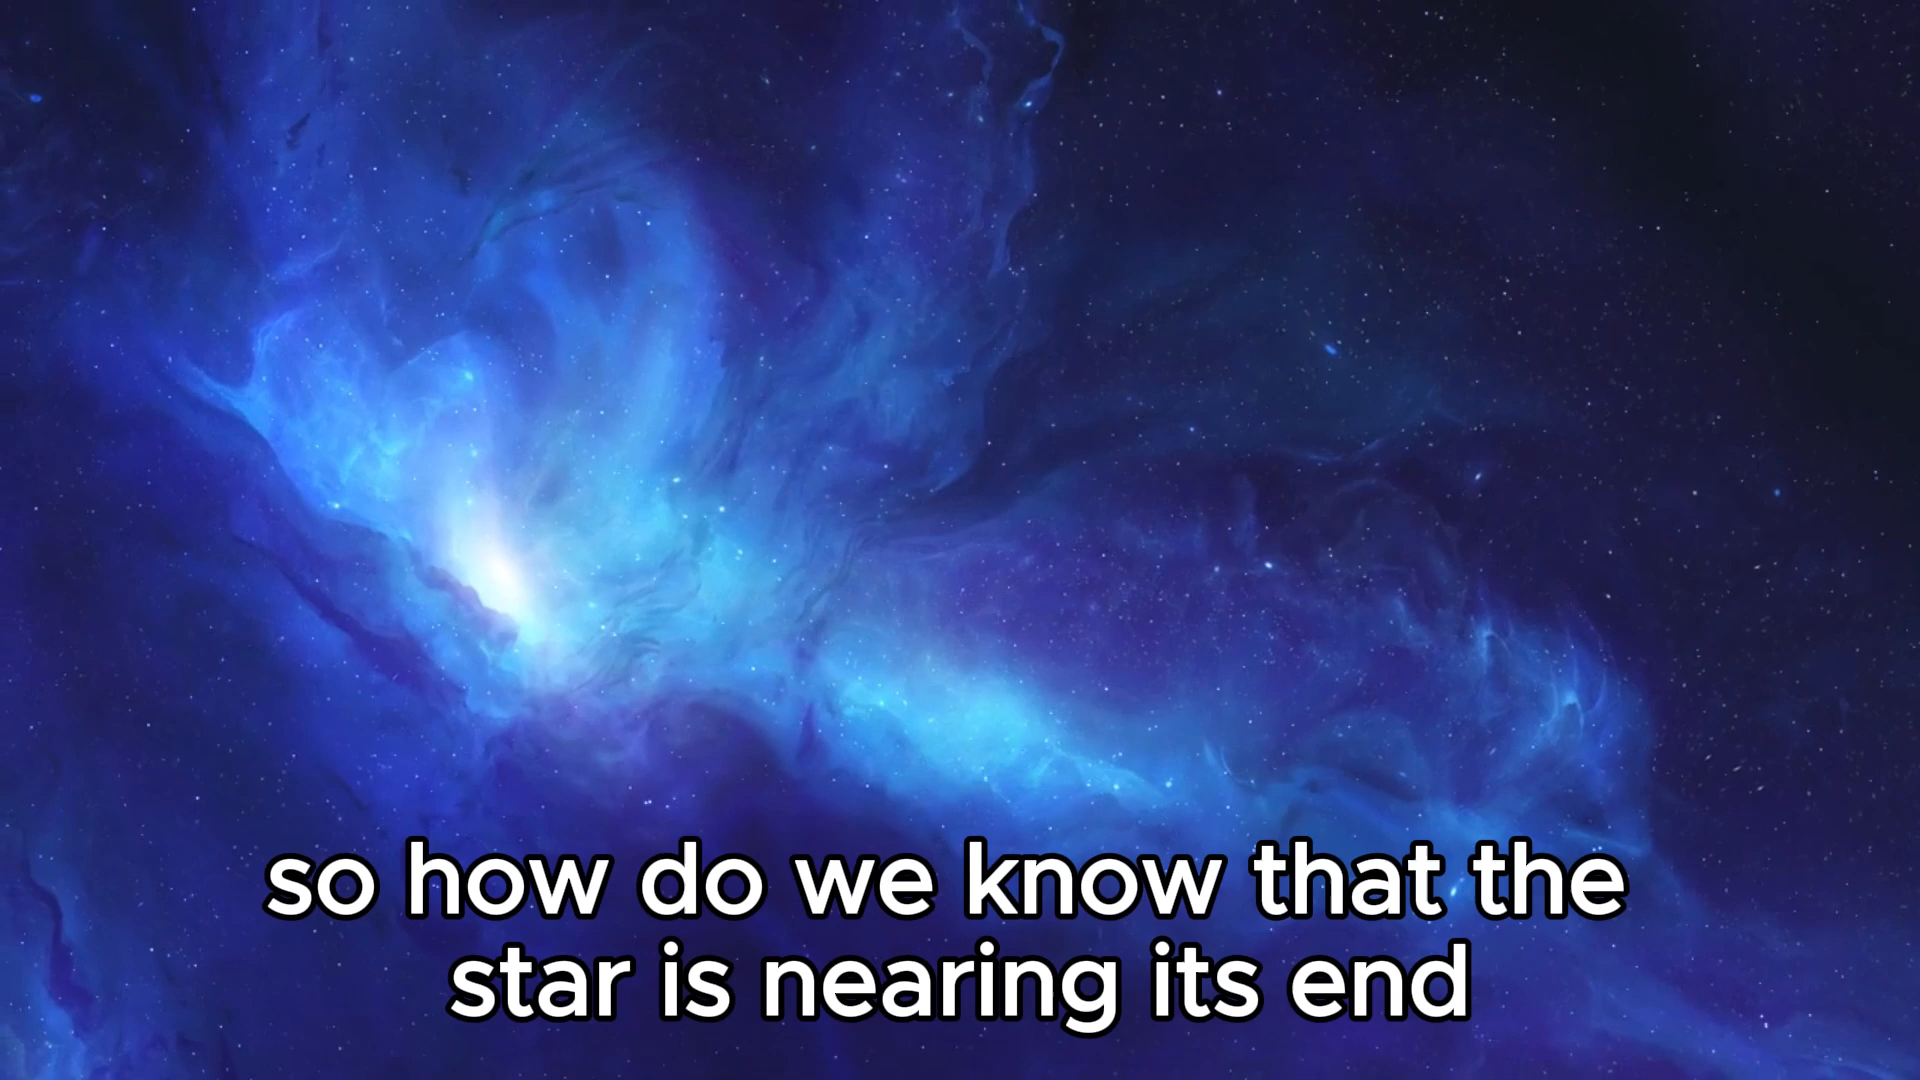 so how do we know that the
star is nearing its end